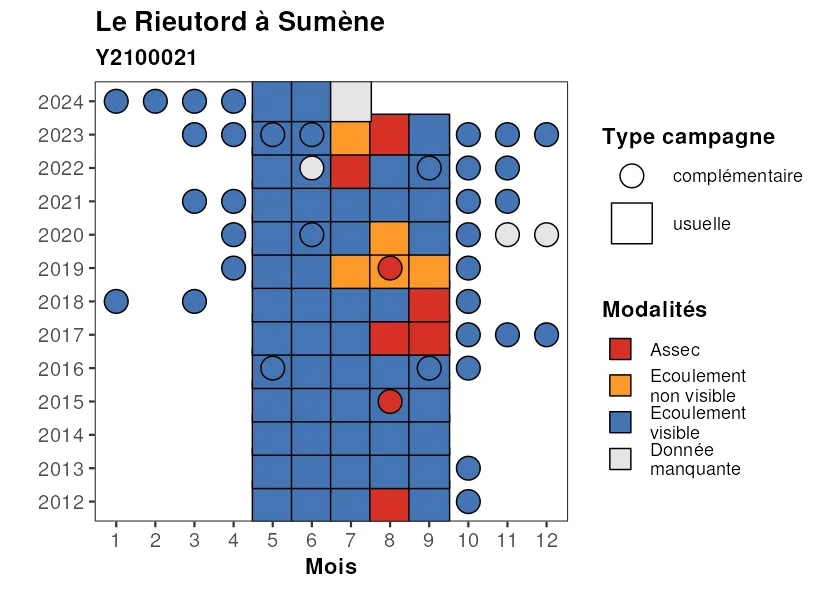 Le Rieutord à Sumène
Y2100021
2024
2023
2022
2021
2020
2019
2018
2017
2016
2015
2014
2013
2012
1 2 3 4 5 6 7 8 9 10 11 12
Mois
Type campagne
complémentaire
usuelle
Modalités
Assec
Ecoulement
non visible
Ecoulement
visible
Donnée
manquante